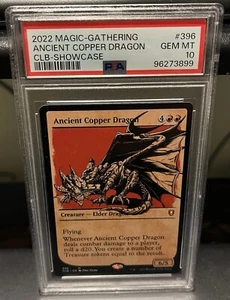 2022 MAGIC-GATHERING #396
ANCIENT COPPER DRAGON GEM MT
CLB-SHOWCASE 10
PSA 96273899
Ancient Copper Dragon 4
Creature — Elder Dragon
Flying
Whenever Ancient Copper Dragon
deals combat damage to a player,
roll a d20. You create a number of
Treasure tokens equal to the result.
6/5